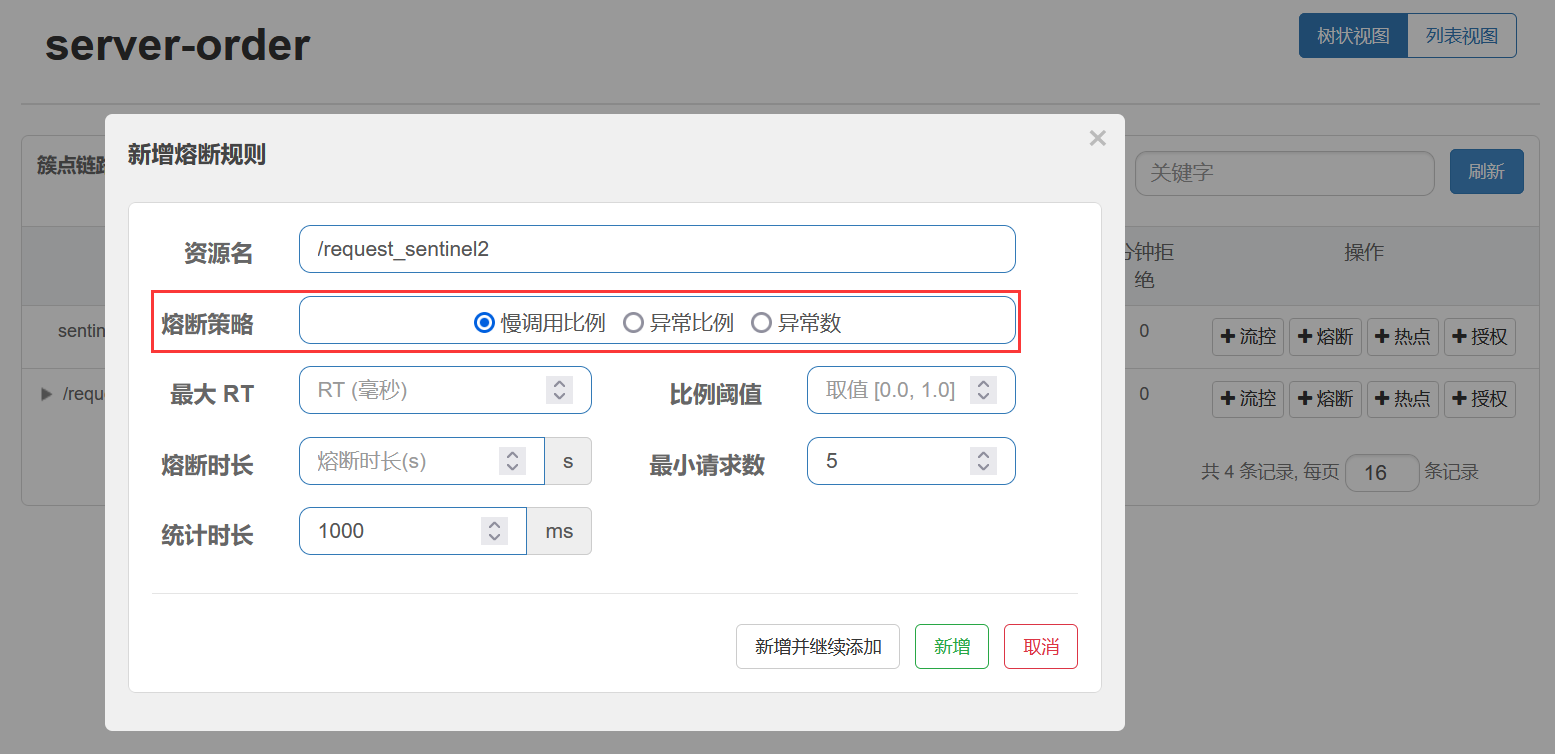 server-order
树状视图 列表视图
簇点链路
关键字 刷新
新增熔断规则
×
资源名 /request_sentinel2
熔断策略 慢调用比例 异常比例 异常数
最大 RT RT (毫秒) 比例阈值 取值 [0.0, 1.0]
熔断时长 熔断时长(s) s 最小请求数 5
统计时长 1000 ms
新增并继续添加 新增 取消
分钟拒
绝
操作
sentin 0 流控 熔断 热点 授权
/requ 0 流控 熔断 热点 授权
共 4 条记录, 每页 16 条记录